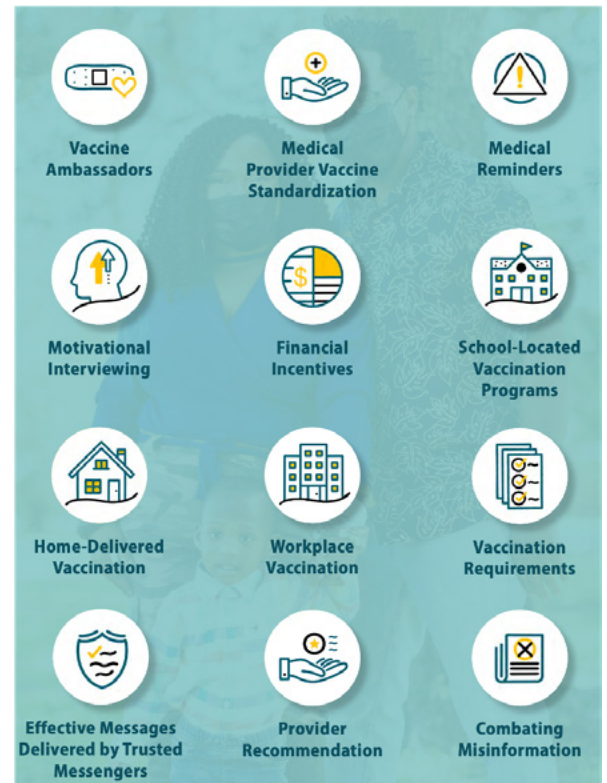 Vaccine
Ambassadors
Medical
Provider Vaccine
Standardization
Medical
Reminders
Motivational
Interviewing
$
Financial
Incentives
School-Located
Vaccination
Programs
Home-Delivered
Vaccination
Workplace
Vaccination
Vaccination
Requirements
Effective Messages
Delivered by Trusted
Messengers
Provider
Recommendation
Combating
Misinformation